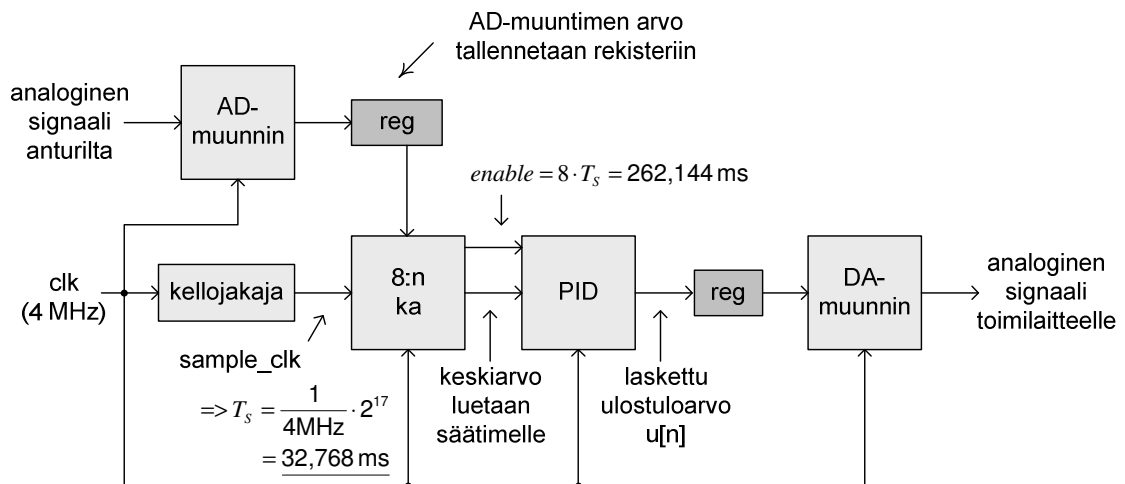 AD-muuntimen arvo
tallennetaan rekisteriin
analoginen
signaali
anturilta
AD-
muunnin
reg
enable = 8 · T_S = 262,144 ms
clk
(4 MHz)
kellojakaja
8:n
ka
PID
reg
DA-
muunnin
analoginen
signaali
toimilaitteelle
sample_clk
=> T_S = 1/4MHz · 2^17
= 32,768 ms
keskiarvo
luetaan
säätimelle
laskettu
ulostuloarvo
u[n]